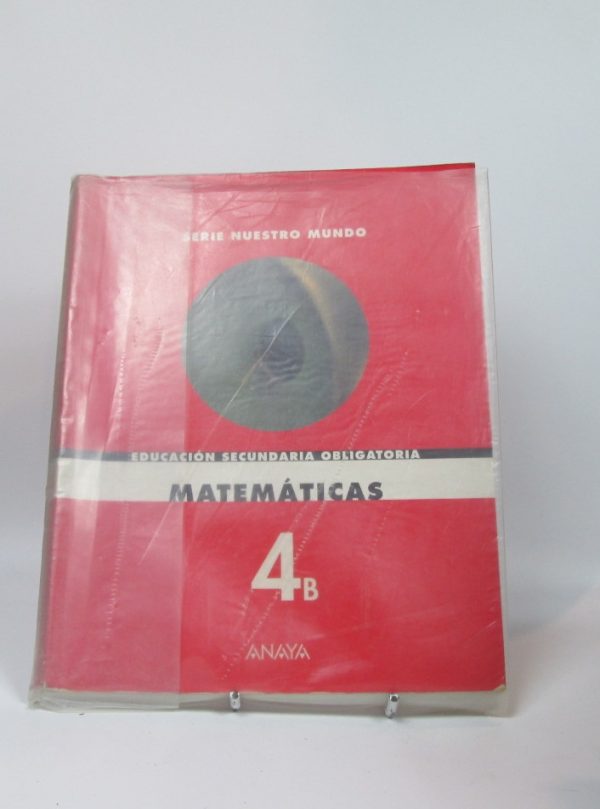 SERIE NUESTRO MUNDO
EDUCACIÓN SECUNDARIA OBLIGATORIA
MATEMÁTICAS
4B
ANAYA